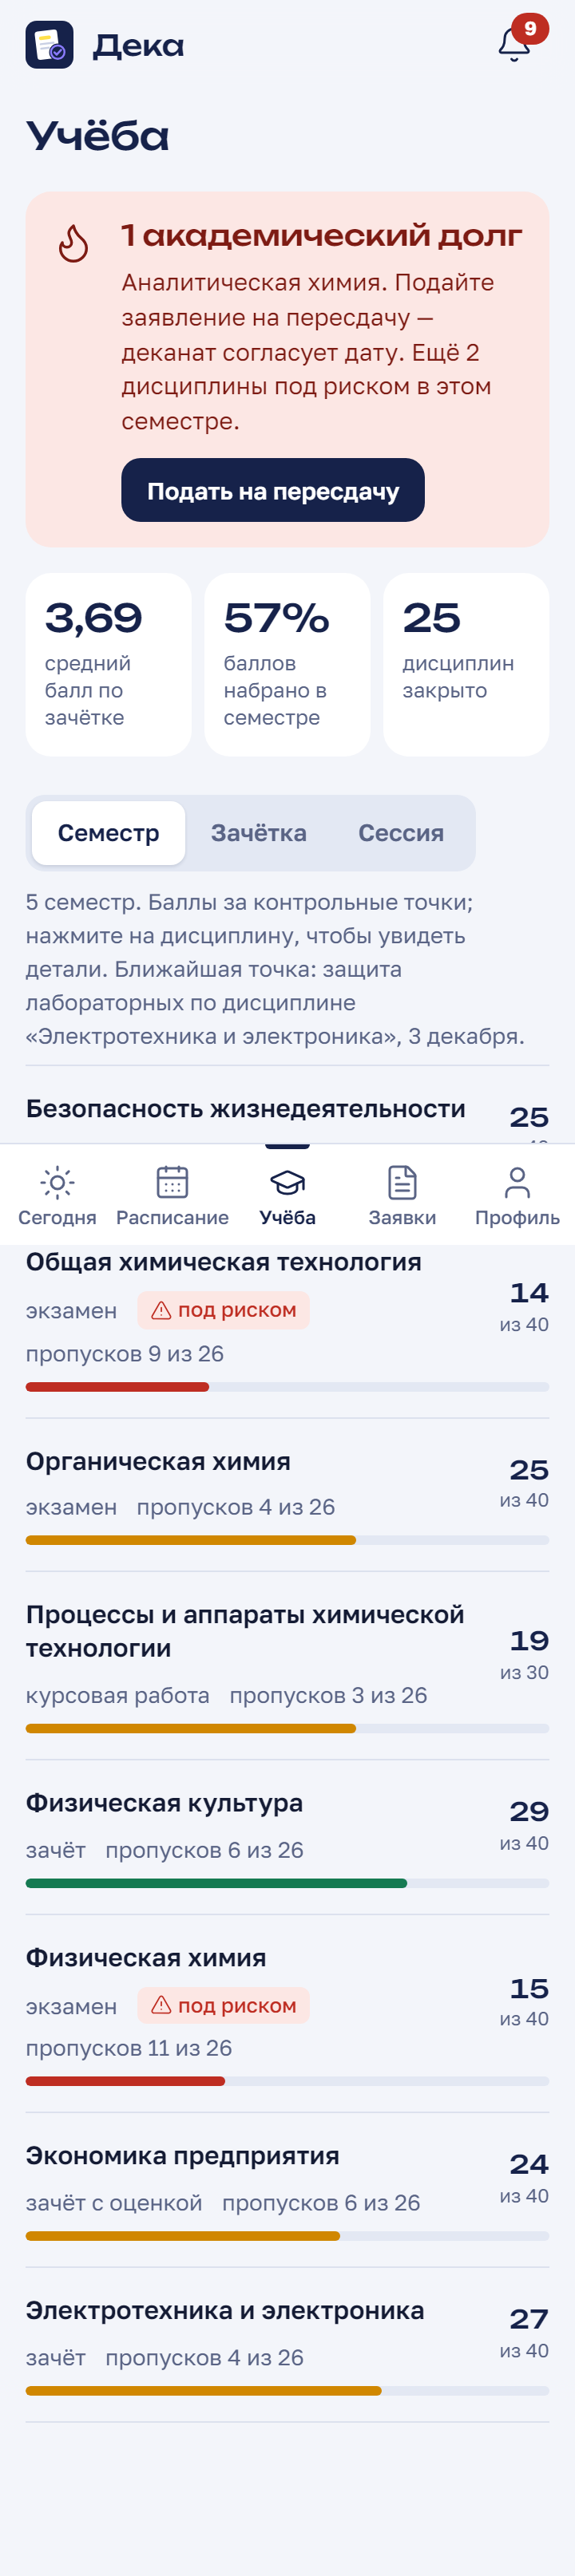 Дека
9
Учёба
1 академический долг
Аналитическая химия. Подайте
заявление на пересдачу —
деканат согласует дату. Ещё 2
дисциплины под риском в этом
семестре.
Подать на пересдачу
3,69
средний
балл по
зачётке
57%
баллов
набрано в
семестре
25
дисциплин
закрыто
Семестр
Зачётка
Сессия
5 семестр. Баллы за контрольные точки;
нажмите на дисциплину, чтобы увидеть
детали. Ближайшая точка: защита
лабораторных по дисциплине
«Электротехника и электроника», 3 декабря.
Безопасность жизнедеятельности
25
Сегодня
Расписание
Учёба
Заявки
Профиль
Общая химическая технология
14
из 40
экзамен под риском
пропусков 9 из 26
Органическая химия
25
из 40
экзамен пропусков 4 из 26
Процессы и аппараты химической
технологии
19
из 30
курсовая работа пропусков 3 из 26
Физическая культура
29
из 40
зачёт пропусков 6 из 26
Физическая химия
15
из 40
экзамен под риском
пропусков 11 из 26
Экономика предприятия
24
из 40
зачёт с оценкой пропусков 6 из 26
Электротехника и электроника
27
из 40
зачёт пропусков 4 из 26